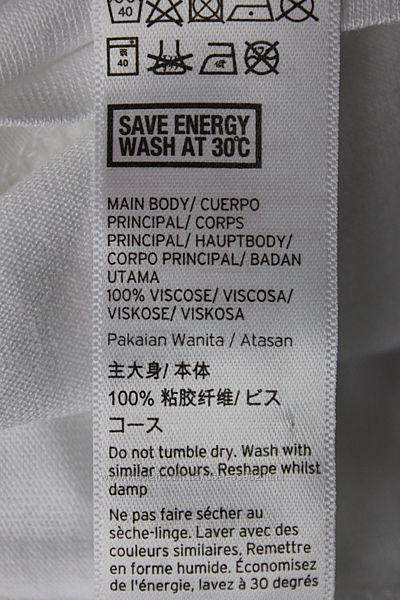 40
40
SAVE ENERGY
WASH AT 30°C
MAIN BODY/ CUERPO
PRINCIPAL/ CORPS
PRINCIPAL/ HAUPTBODY/
CORPO PRINCIPAL/ BADAN
UTAMA
100% VISCOSE/ VISCOSA/
VISKOSE/ VISKOSA
Pakaian Wanita / Atasan
主大身/ 本体
100% 粘胶纤维/ ビス
コース
Do not tumble dry. Wash with
similar colours. Reshape whilst
damp
Ne pas faire sécher au
sèche-linge. Laver avec des
couleurs similaires. Remettre
en forme humide. Économisez
de l'énergie, lavez à 30 degrés